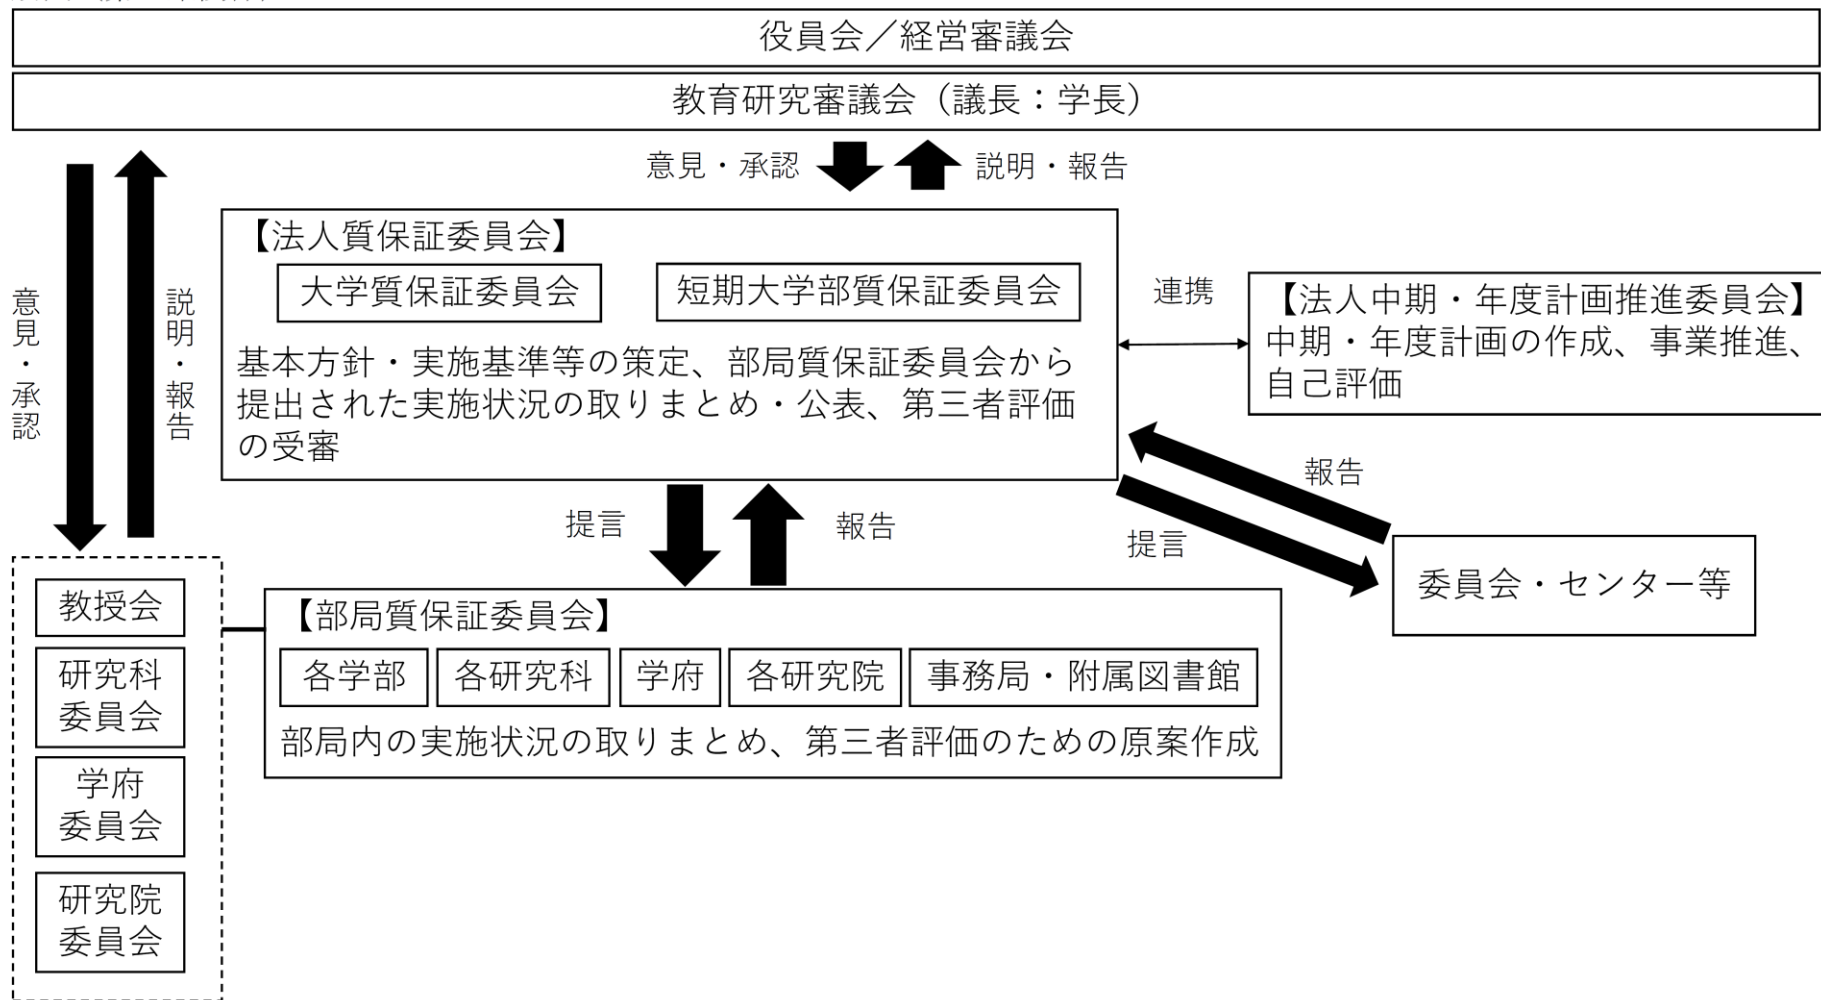 役員会／経営審議会
教育研究審議会（議長：学長）
意見・承認
説明・報告
意見・承認
説明・報告
【法人質保証委員会】
大学質保証委員会
短期大学部質保証委員会
基本方針・実施基準等の策定、部局質保証委員会から
提出された実施状況の取りまとめ・公表、第三者評価
の受審
連携
【法人中期・年度計画推進委員会】
中期・年度計画の作成、事業推進、
自己評価
提言
報告
報告
提言
委員会・センター等
教授会
研究科
委員会
学府
委員会
研究院
委員会
【部局質保証委員会】
各学部
各研究科
学府
各研究院
事務局・附属図書館
部局内の実施状況の取りまとめ、第三者評価のための原案作成